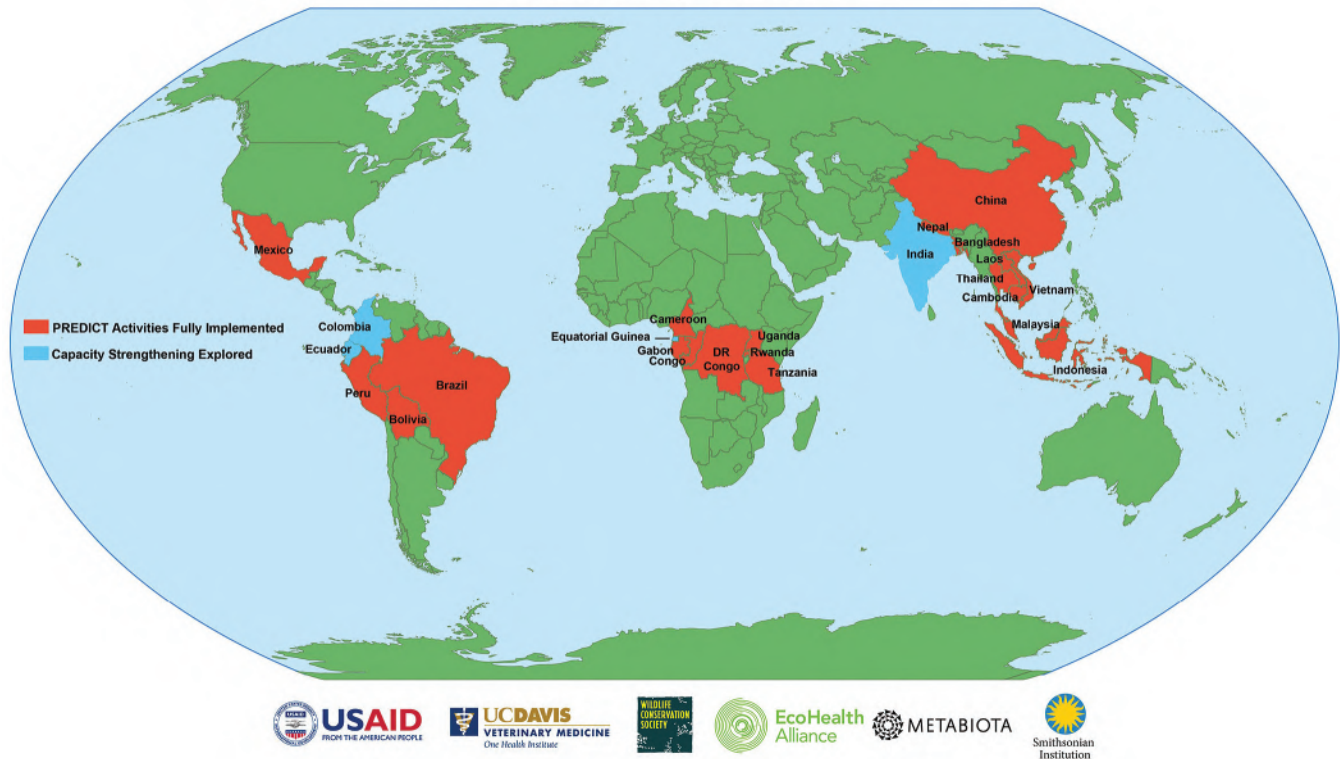 China
Nepal
Bangladesh
India
Laos
Mexico
Thailand
Vietnam
Cambodia
Cameroon
Malaysia
PREDICT Activities Fully Implemented
Colombia
Equatorial Guinea
Uganda
Capacity Strengthening Explored
Ecuador
Gabon
DR
Rwanda
Congo
Congo
Tanzania
Indonesia
Brazil
Peru
Bolivia
USAID
USAID
FROM THE AMERICAN PEOPLE
UCDAVIS
VETERINARY MEDICINE
One Health Institute
WILDLIFE
CONSERVATION
SOCIETY
EcoHealth
Alliance
METABIOTA
Smithsonian
Institution